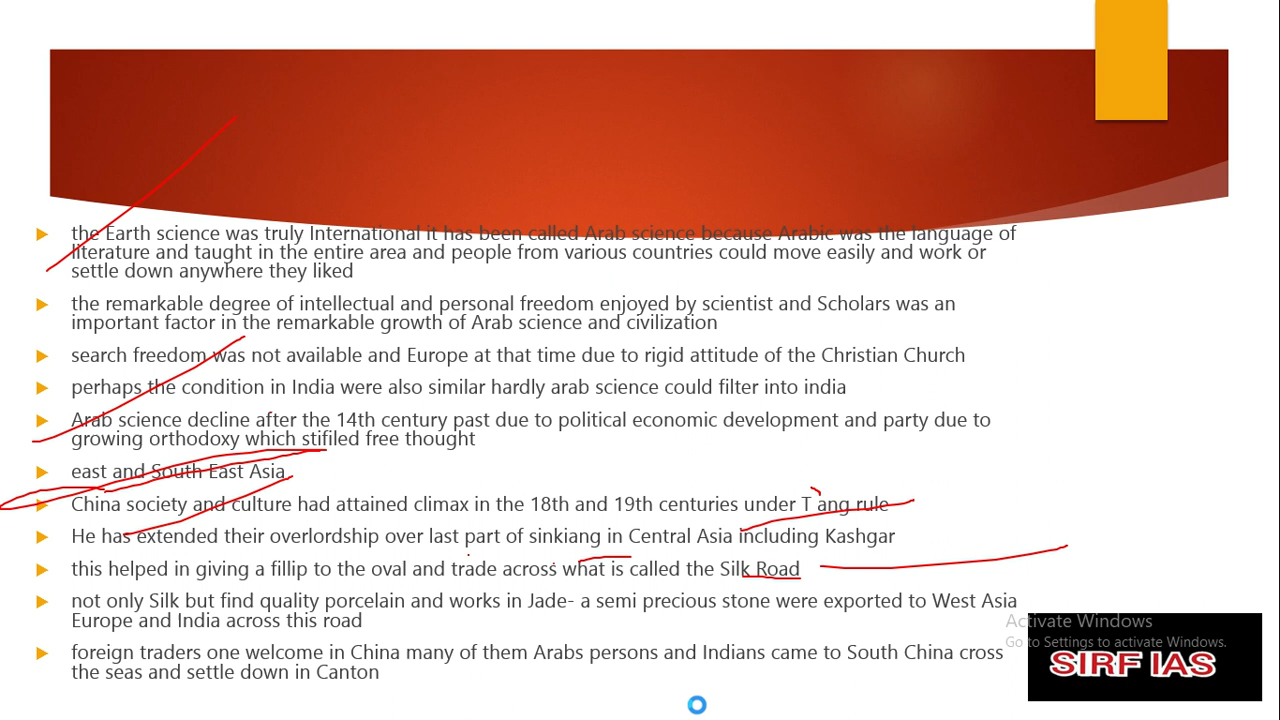 the Earth science was truly International it has been called Arab science because Arabic was the language of
literature and taught in the entire area and people from various countries could move easily and work or
settle down anywhere they liked
the remarkable degree of intellectual and personal freedom enjoyed by scientist and Scholars was an
important factor in the remarkable growth of Arab science and civilization
search freedom was not available and Europe at that time due to rigid attitude of the Christian Church
perhaps the condition in India were also similar hardly arab science could filter into india
Arab science decline after the 14th century past due to political economic development and party due to
growing orthodoxy which stifiled free thought
east and South East Asia
China society and culture had attained climax in the 18th and 19th centuries under T ang rule
He has extended their overlordship over last part of sinkiang in Central Asia including Kashgar
this helped in giving a fillip to the oval and trade across what is called the Silk Road
not only Silk but find quality porcelain and works in Jade- a semi precious stone were exported to West Asia
Europe and India across this road
foreign traders one welcome in China many of them Arabs persons and Indians came to South China cross
the seas and settle down in Canton
Activate Windows
Go to Settings to activate Windows.
SIRF IAS